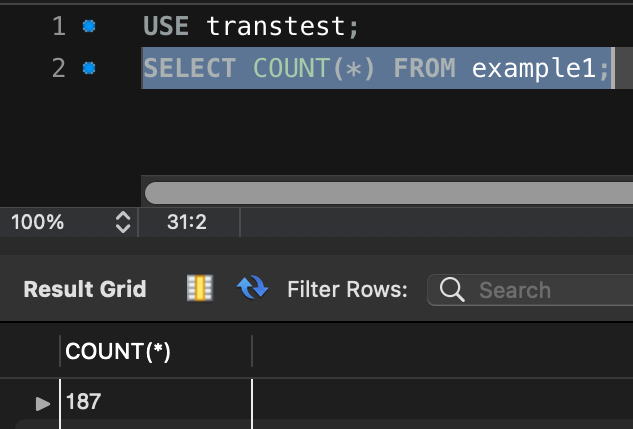 1 USE transtest;
2 SELECT COUNT(*) FROM example1;
100% 31:2
Result Grid Filter Rows: Search
COUNT(*)
187